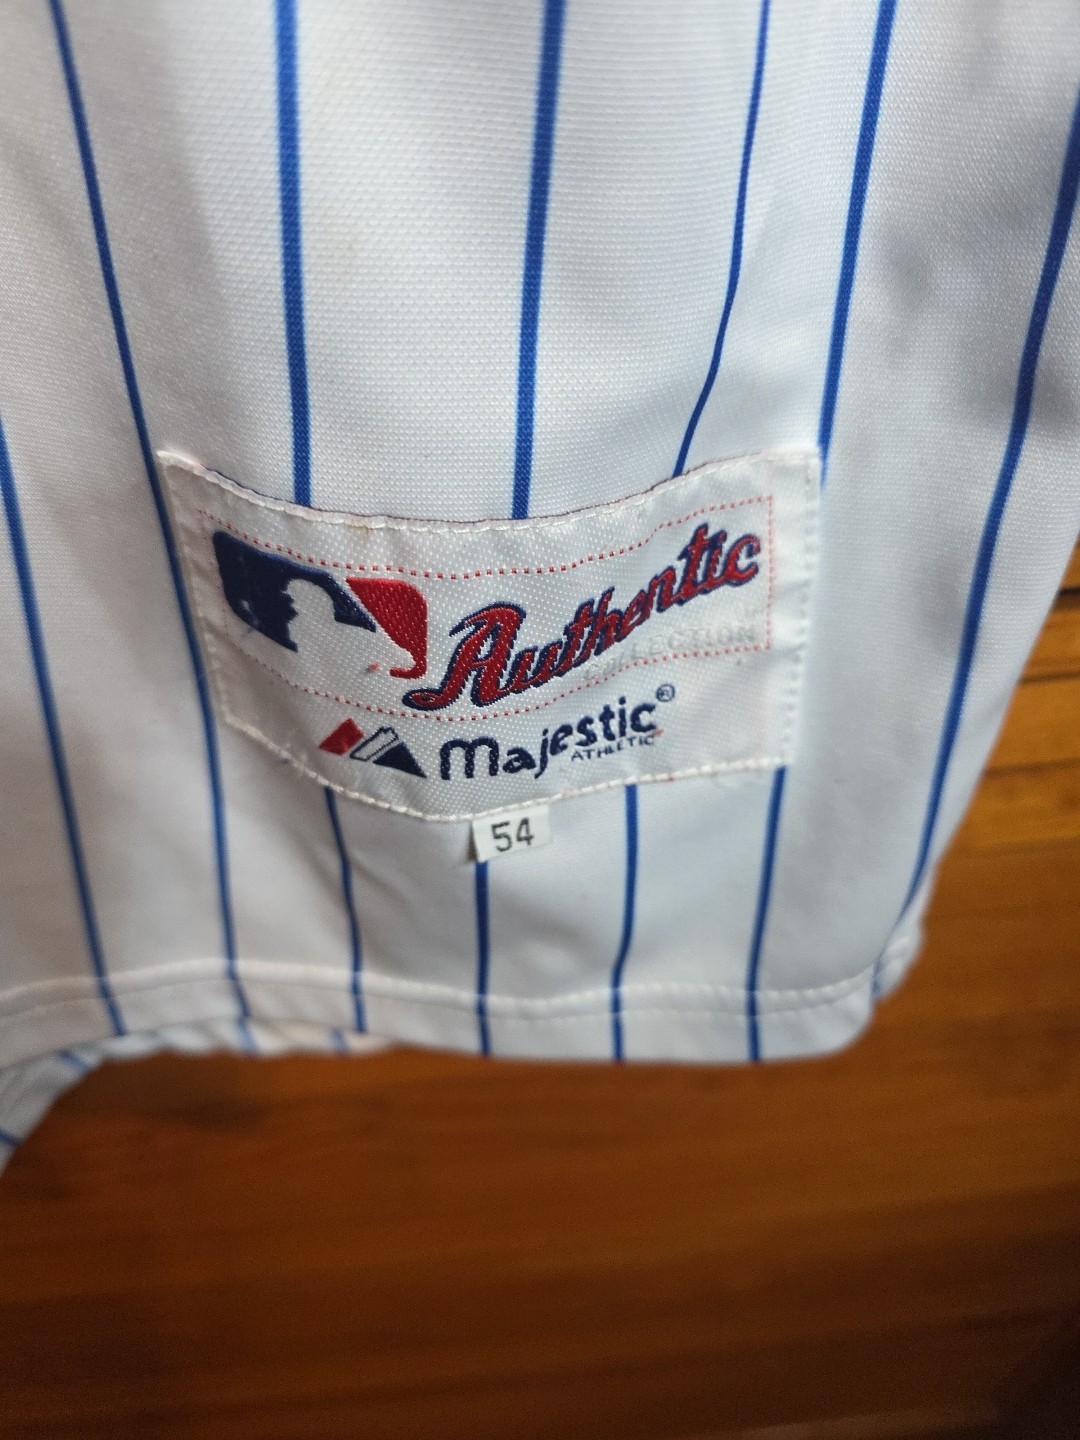 Authentic
COLLECTION
Majestic®
ATHLETIC
54